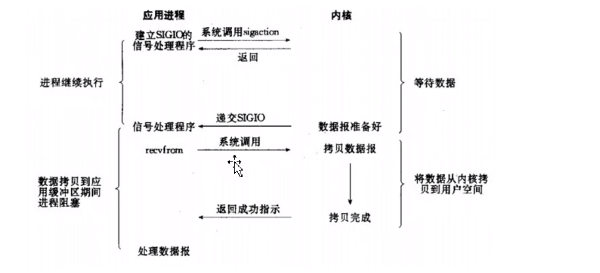 应用进程 内核
建立SIGIO的 系统调用sigaction
信号处理程序
返回
进程继续执行 等待数据
递交SIGIO
信号处理程序 数据报准备好
系统调用
recvfrom 拷贝数据报
数据拷贝到应 将数据从内核拷
用缓冲区期间 贝到用户空间
进程阻塞
返回成功指示
拷贝完成
处理数据报